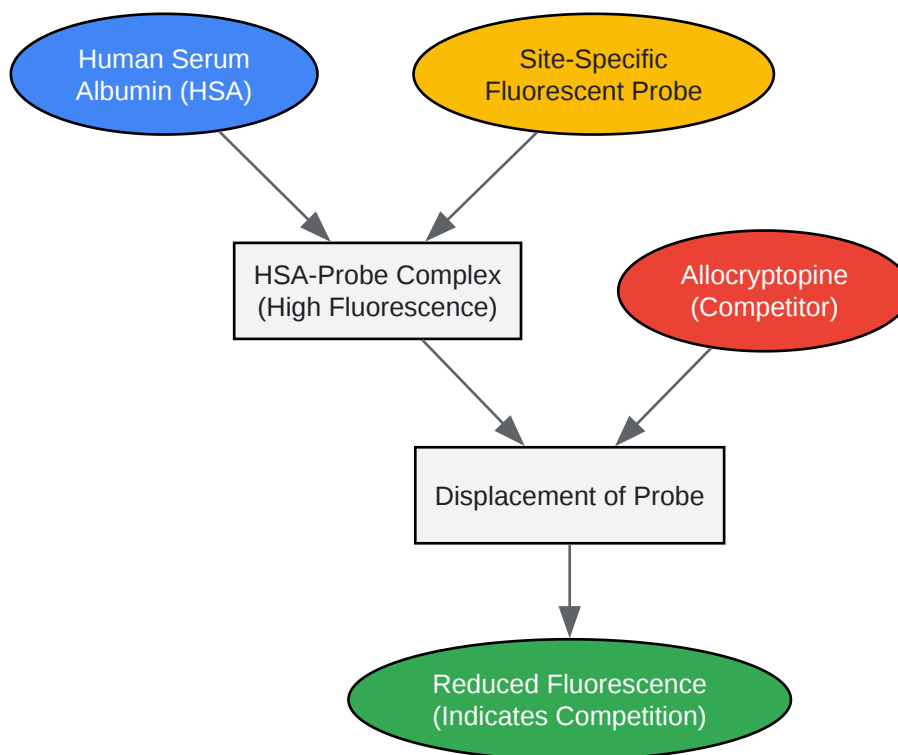 Human Serum
Albumin (HSA)
Site-Specific
Fluorescent Probe
HSA-Probe Complex
(High Fluorescence)
Allocryptopine
(Competitor)
Displacement of Probe
Reduced Fluorescence
(Indicates Competition)